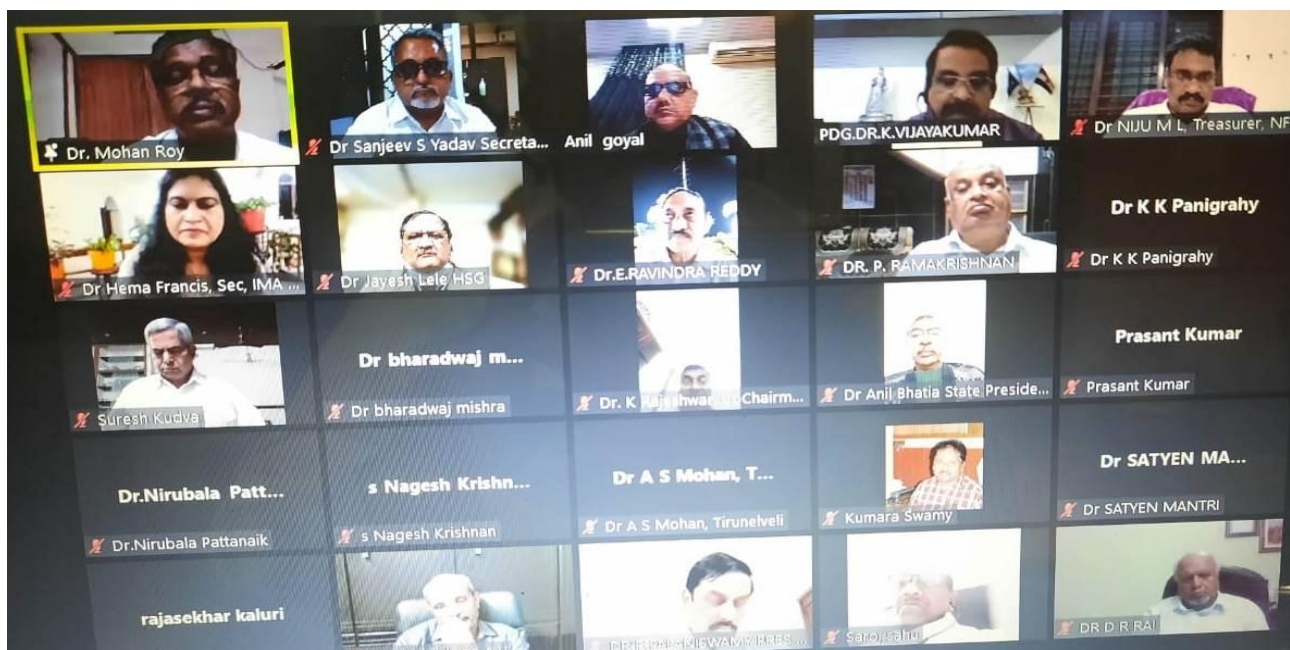 Dr. Mohan Roy
Dr Sanjeev S Yadav Secreta...
Anil goyal
PDG.DR.K.VIJAYAKUMAR
Dr NIJU M L, Treasurer, NF
Dr Hema Francis, Sec, IMA ...
Dr Jayesh Lele HSG
Dr.E.RAVINDRA REDDY
DR. P. RAMAKRISHNAN
Dr K K Panigrahy
Dr K K Panigrahy
Suresh Kudva
Dr bharadwaj m...
Dr bharadwaj mishra
Dr. K Rajeshwar,
Dr Anil Bhatia State Preside...
Prasant Kumar
Prasant Kumar
Dr.Nirubala Patt...
Dr.Nirubala Pattanaik
s Nagesh Krishn...
s Nagesh Krishnan
Dr A S Mohan, T...
Dr A S Mohan, Tirunelveli
Kumara Swamy
Dr SATYEN MA...
Dr SATYEN MANTRI
rajasekhar kaluri
Saroj sahu
DR D R RAI